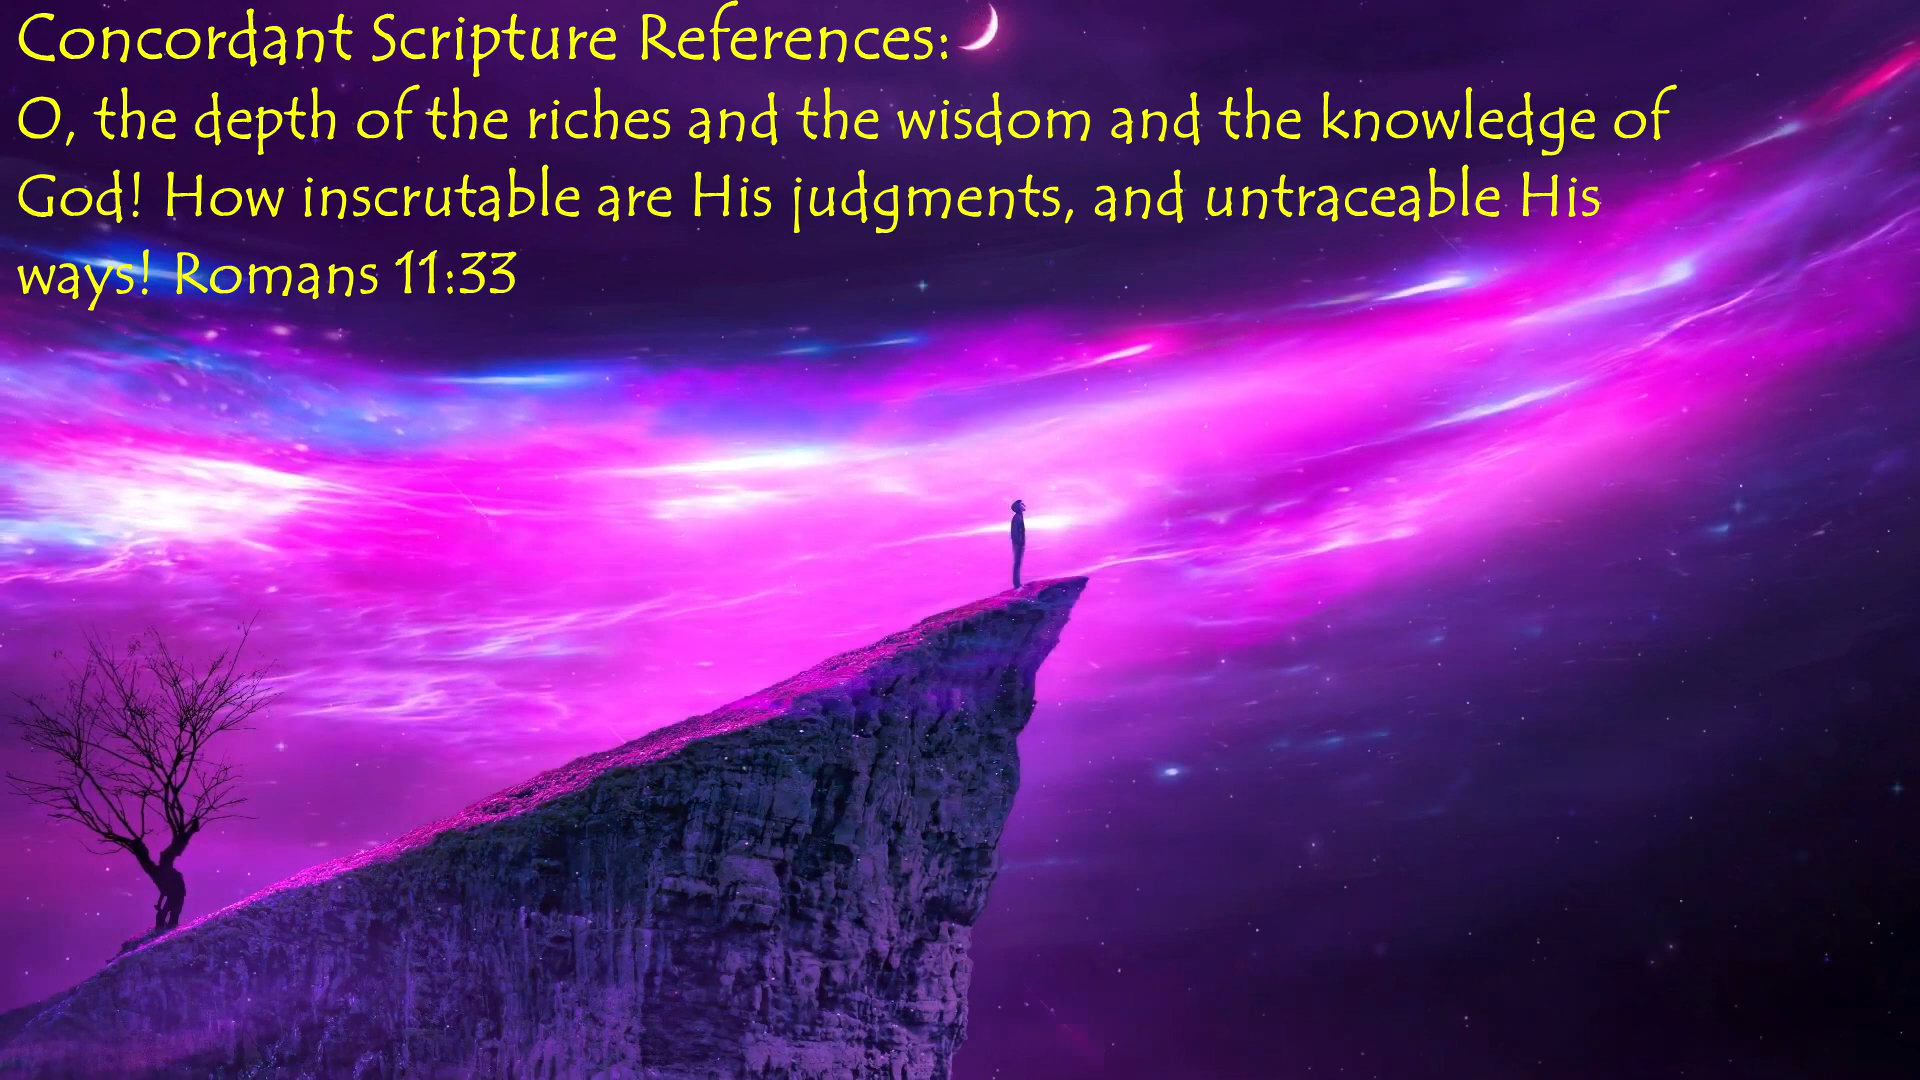 Concordant Scripture References:
O, the depth of the riches and the wisdom and the knowledge of
God! How inscrutable are His judgments, and untraceable His
ways! Romans 11:33